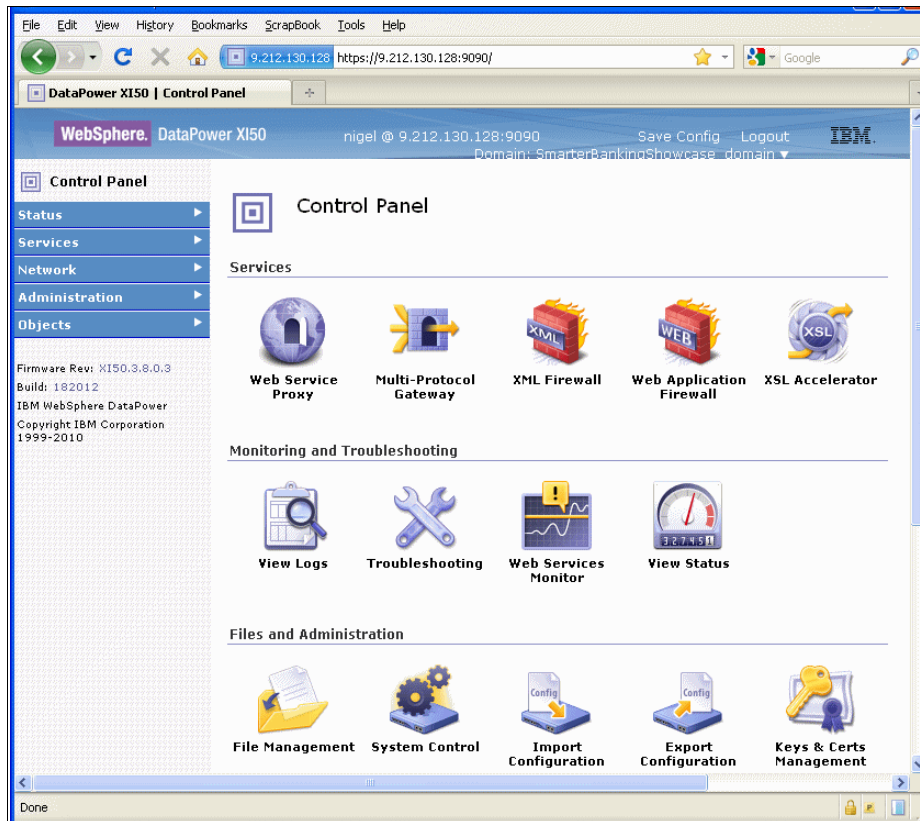 File Edit View History Bookmarks ScrapBook Tools Help
9.212.130.128 https://9.212.130.128:9090/ Google
DataPower XI50 | Control Panel
WebSphere. DataPower XI50 nigel @ 9.212.130.128:9090 Save Config Logout IBM.
Domain: SmarterBankingShowcase_domain
Control Panel
Status
Services
Network
Administration
Objects
Firmware Rev: XI50.3.8.0.3
Build: 182012
IBM WebSphere DataPower
Copyright IBM Corporation
1999-2010
Control Panel
Services
XML
WEB
XSL
Web Service
Proxy
Multi-Protocol
Gateway
XML Firewall
Web Application
Firewall
XSL Accelerator
Monitoring and Troubleshooting
View Logs
Troubleshooting
Web Services
Monitor
View Status
Files and Administration
Config
Config
File Management
System Control
Import
Configuration
Export
Configuration
Keys & Certs
Management
Done